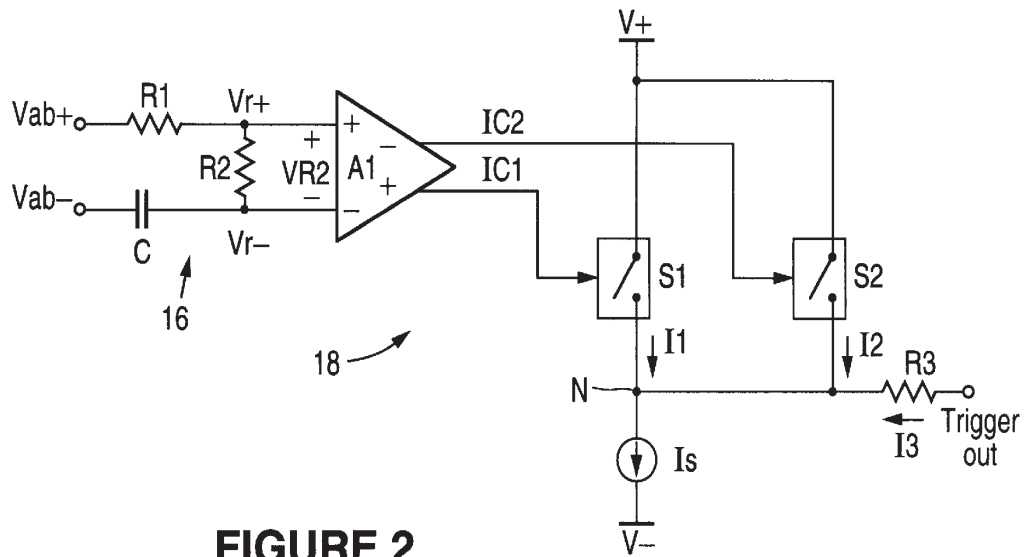 V+
R1
Vr+
Vab+
+
+
IC2
−
R2
VR2
A1
IC1
+
Vab−
−
−
C
Vr−
S1
S2
16
18
I1
I2
R3
N
I3
Trigger
out
Is
V−
FIGURE 2